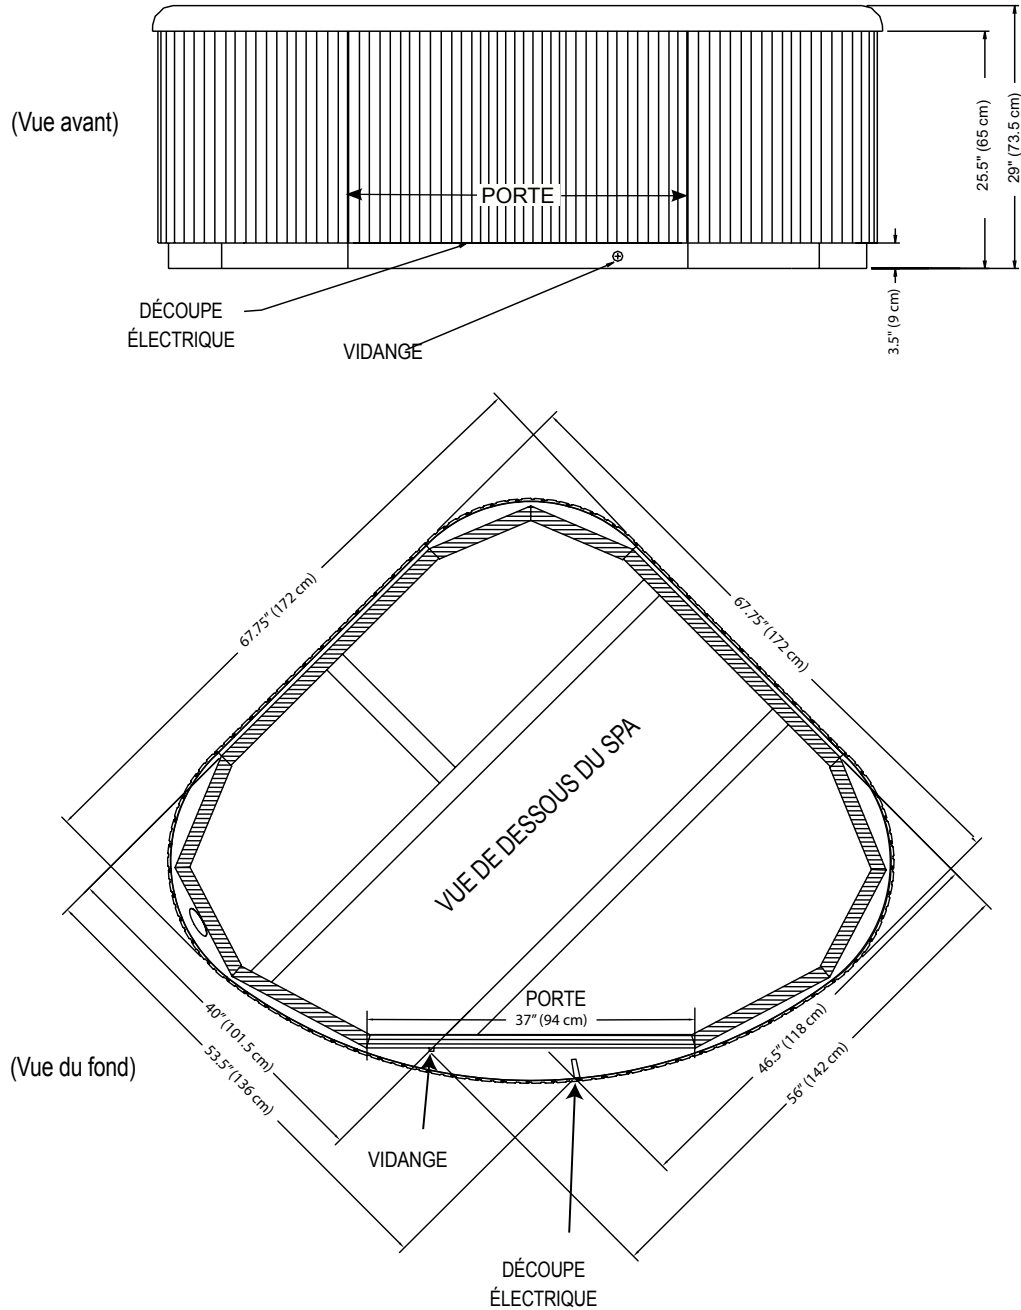 (Vue avant)
PORTE
25.5" (65 cm)
29" (73.5 cm)
3.5" (9 cm)
DÉCOUPE
ÉLECTRIQUE
VIDANGE
67.75" (172 cm)
67.75" (172 cm)
VUE DE DESSOUS DU SPA
PORTE
37" (94 cm)
40" (101.5 cm)
53.5" (136 cm)
46.5" (118 cm)
56" (142 cm)
(Vue du fond)
VIDANGE
DÉCOUPE
ÉLECTRIQUE